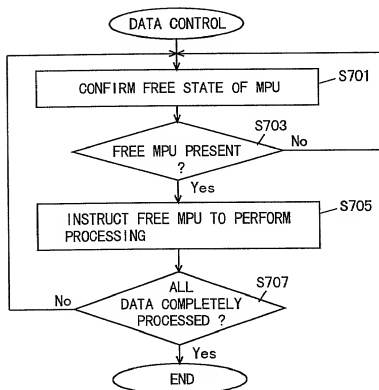 DATA CONTROL
CONFIRM FREE STATE OF MPU
S701
FREE MPU PRESENT
?
S703
No
Yes
INSTRUCT FREE MPU TO PERFORM
PROCESSING
S705
ALL
DATA COMPLETELY
PROCESSED ?
S707
No
Yes
END